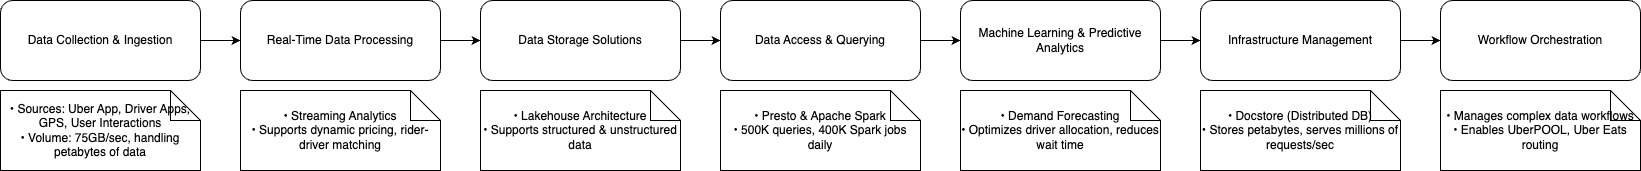 Data Collection & Ingestion
Real-Time Data Processing
Data Storage Solutions
Data Access & Querying
Machine Learning & Predictive
Analytics
Infrastructure Management
Workflow Orchestration
• Sources: Uber App, Driver Apps,
GPS, User Interactions
• Volume: 75GB/sec, handling
petabytes of data
• Streaming Analytics
• Supports dynamic pricing, rider-
driver matching
• Lakehouse Architecture
• Supports structured & unstructured
data
• Presto & Apache Spark
• 500K queries, 400K Spark jobs
daily
• Demand Forecasting
• Optimizes driver allocation, reduces
wait time
• Docstore (Distributed DB)
• Stores petabytes, serves millions of
requests/sec
• Manages complex data workflows
• Enables UberPOOL, Uber Eats
routing